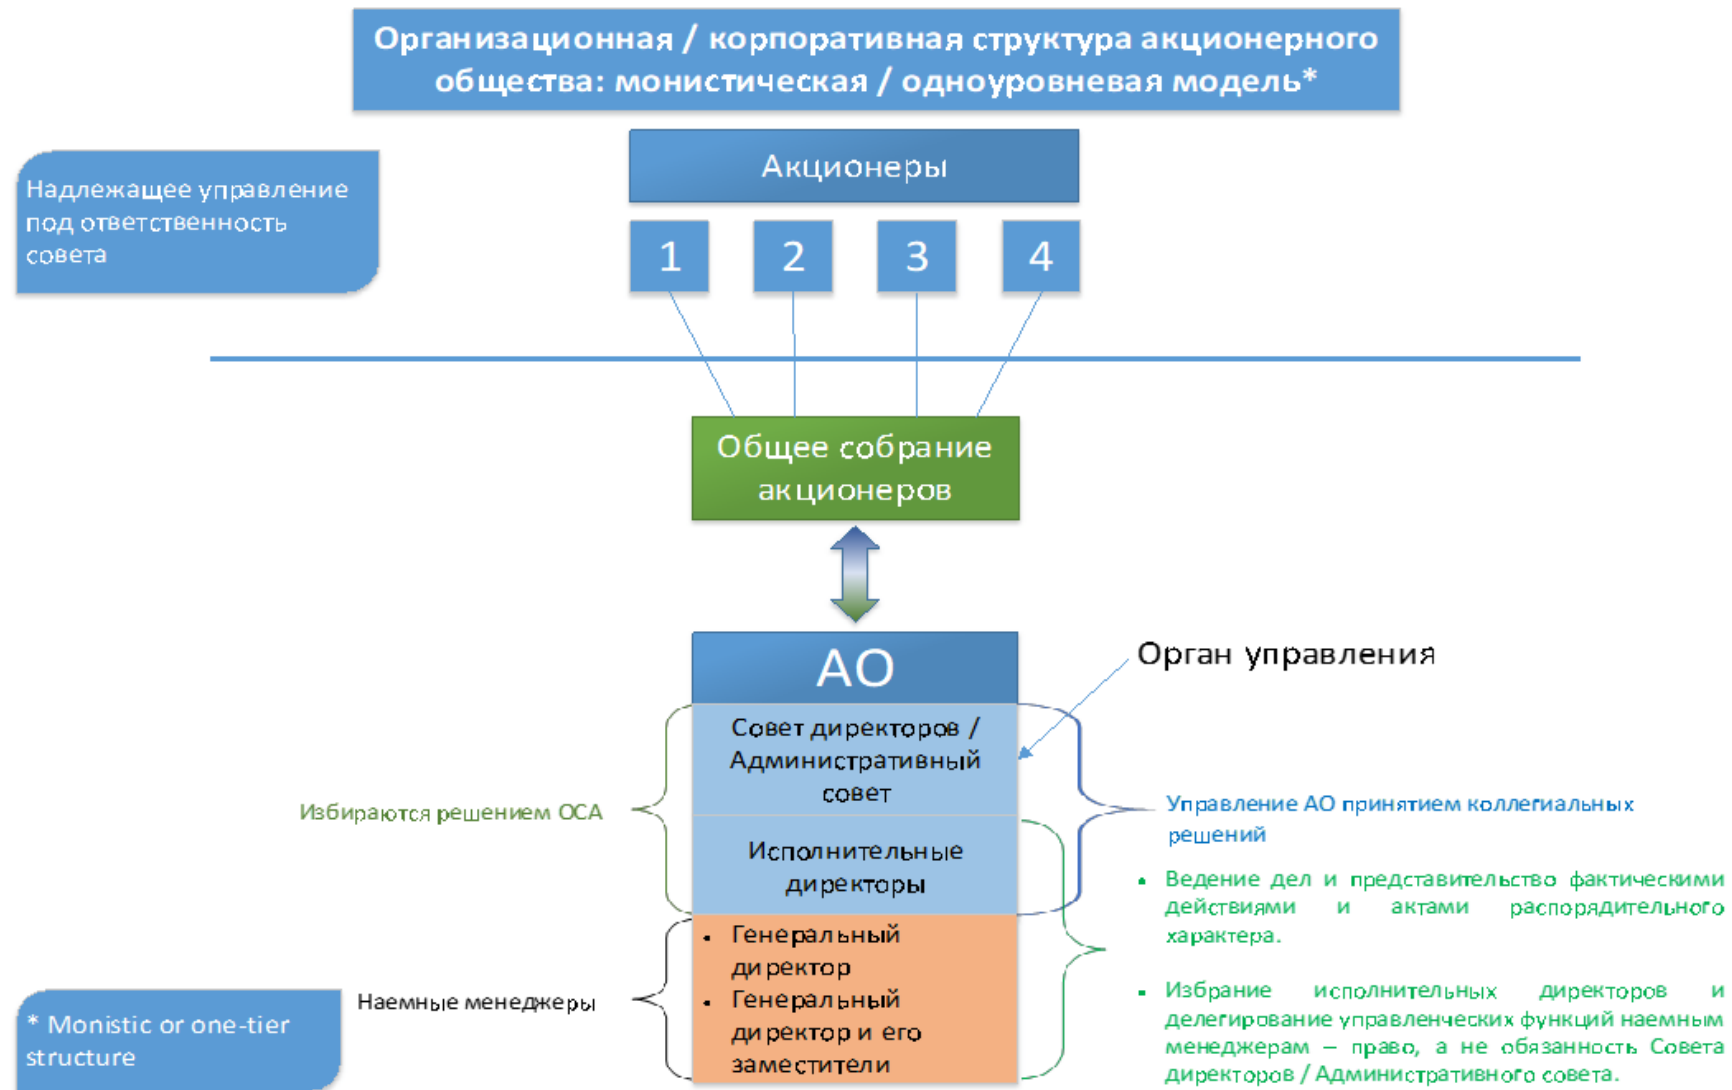 Организационная / корпоративная структура акционерного
общества: монистическая / одноуровневая модель*
Акционеры
Надлежащее управление
под ответственность
совета
1
2
3
4
Общее собрание
акционеров
АО
Орган управления
Совет директоров /
Административный
совет
Избираются решением ОСА
Управление АО принятием коллегиальных
решений
Исполнительные
директоры
• Ведение дел и представительство фактическими
действиями и актами распорядительного
характера.
• Генеральный
директор
• Генеральный
директор и его
заместители
Наемные менеджеры
• Избрание исполнительных директоров и
делегирование управленческих функций наемным
менеджерам – право, а не обязанность Совета
директоров / Административного совета.
* Monistic or one-tier
structure